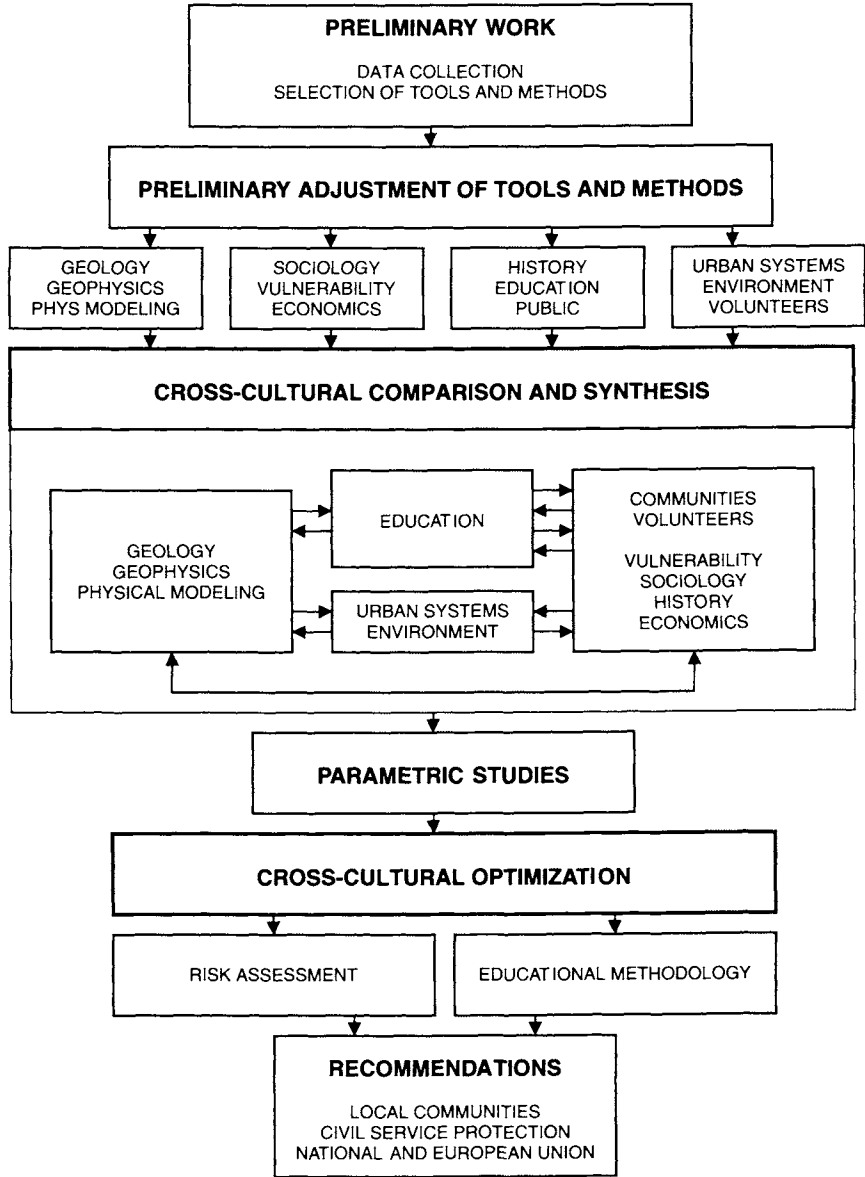 PRELIMINARY WORK
DATA COLLECTION
SELECTION OF TOOLS AND METHODS
PRELIMINARY ADJUSTMENT OF TOOLS AND METHODS
GEOLOGY
GEOPHYSICS
PHYS MODELING
SOCIOLOGY
VULNERABILITY
ECONOMICS
HISTORY
EDUCATION
PUBLIC
URBAN SYSTEMS
ENVIRONMENT
VOLUNTEERS
CROSS-CULTURAL COMPARISON AND SYNTHESIS
GEOLOGY
GEOPHYSICS
PHYSICAL MODELING
EDUCATION
URBAN SYSTEMS
ENVIRONMENT
COMMUNITIES
VOLUNTEERS
VULNERABILITY
SOCIOLOGY
HISTORY
ECONOMICS
PARAMETRIC STUDIES
CROSS-CULTURAL OPTIMIZATION
RISK ASSESSMENT
EDUCATIONAL METHODOLOGY
RECOMMENDATIONS
LOCAL COMMUNITIES
CIVIL SERVICE PROTECTION
NATIONAL AND EUROPEAN UNION